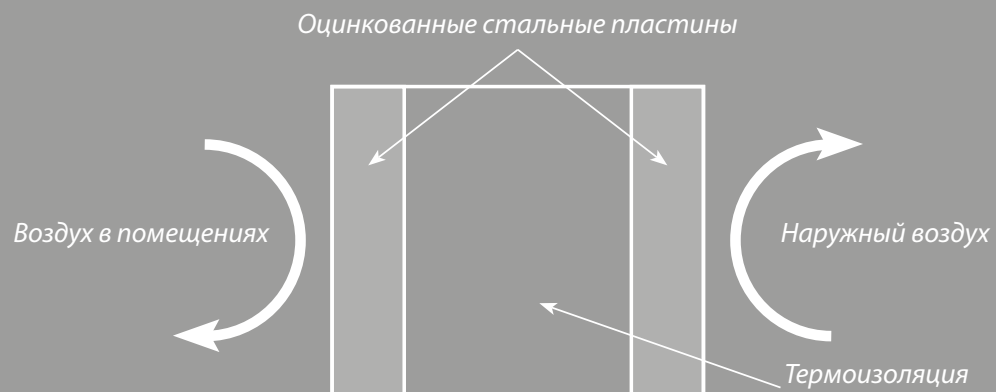 Оцинкованные стальные пластины
Воздух в помещениях
Наружный воздух
Термоизоляция